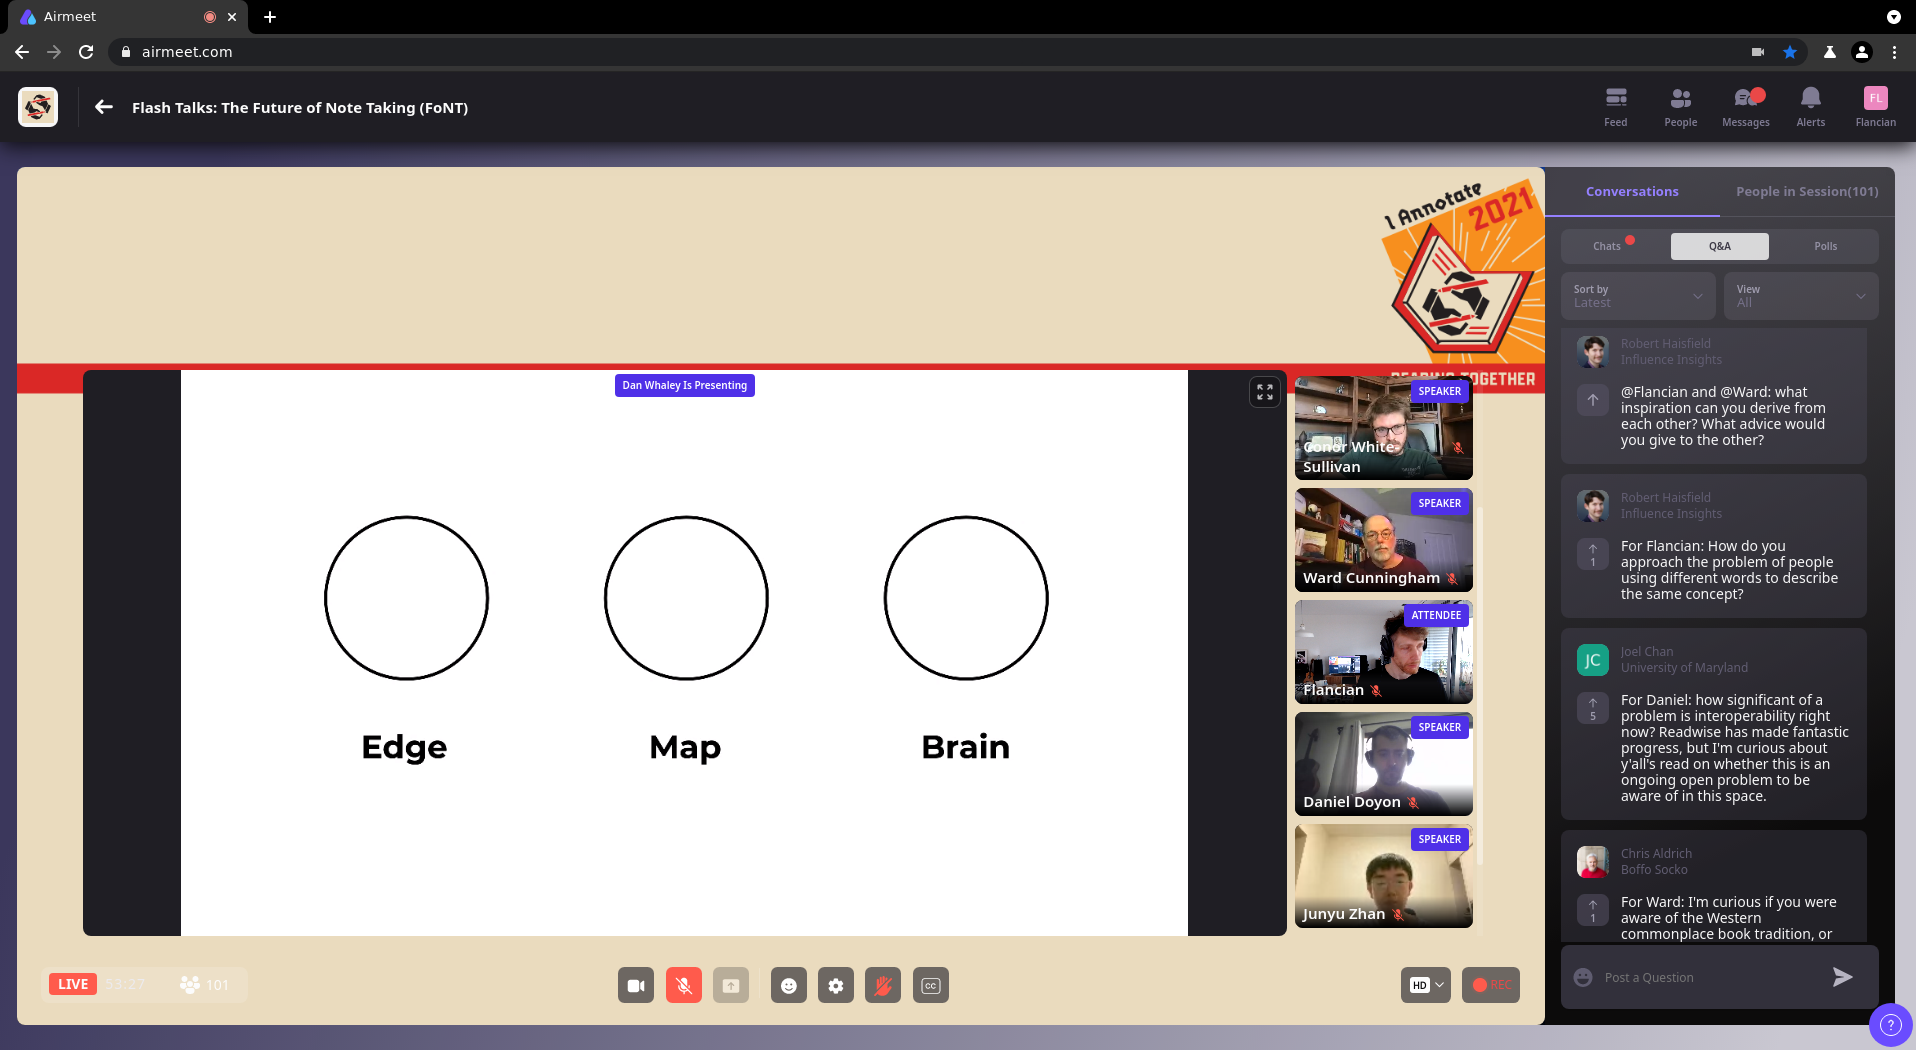 Airmeet
airmeet.com
Flash Talks: The Future of Note Taking (FoNT)
Feed
People
Messages
Alerts
FL
Flancian
I Annotate
2021
READING TOGETHER
Dan Whaley Is Presenting
Edge
Map
Brain
SPEAKER
Conor White-
Sullivan
SPEAKER
Ward Cunningham
ATTENDEE
Flancian
SPEAKER
Daniel Doyon
SPEAKER
Junyu Zhan
LIVE
53:27
101
CC
HD
REC
Conversations
People in Session(101)
Chats
Q&A
Polls
Sort by
Latest
View
All
Robert Haisfield
Influence Insights
@Flancian and @Ward: what
inspiration can you derive from
each other? What advice would
you give to the other?
Robert Haisfield
Influence Insights
1
For Flancian: How do you
approach the problem of people
using different words to describe
the same concept?
JC
Joel Chan
University of Maryland
5
For Daniel: how significant of a
problem is interoperability right
now? Readwise has made fantastic
progress, but I'm curious about
y'all's read on whether this is an
ongoing open problem to be
aware of in this space.
Chris Aldrich
Boffo Socko
1
For Ward: I'm curious if you were
aware of the Western
commonplace book tradition, or
Post a Question
?